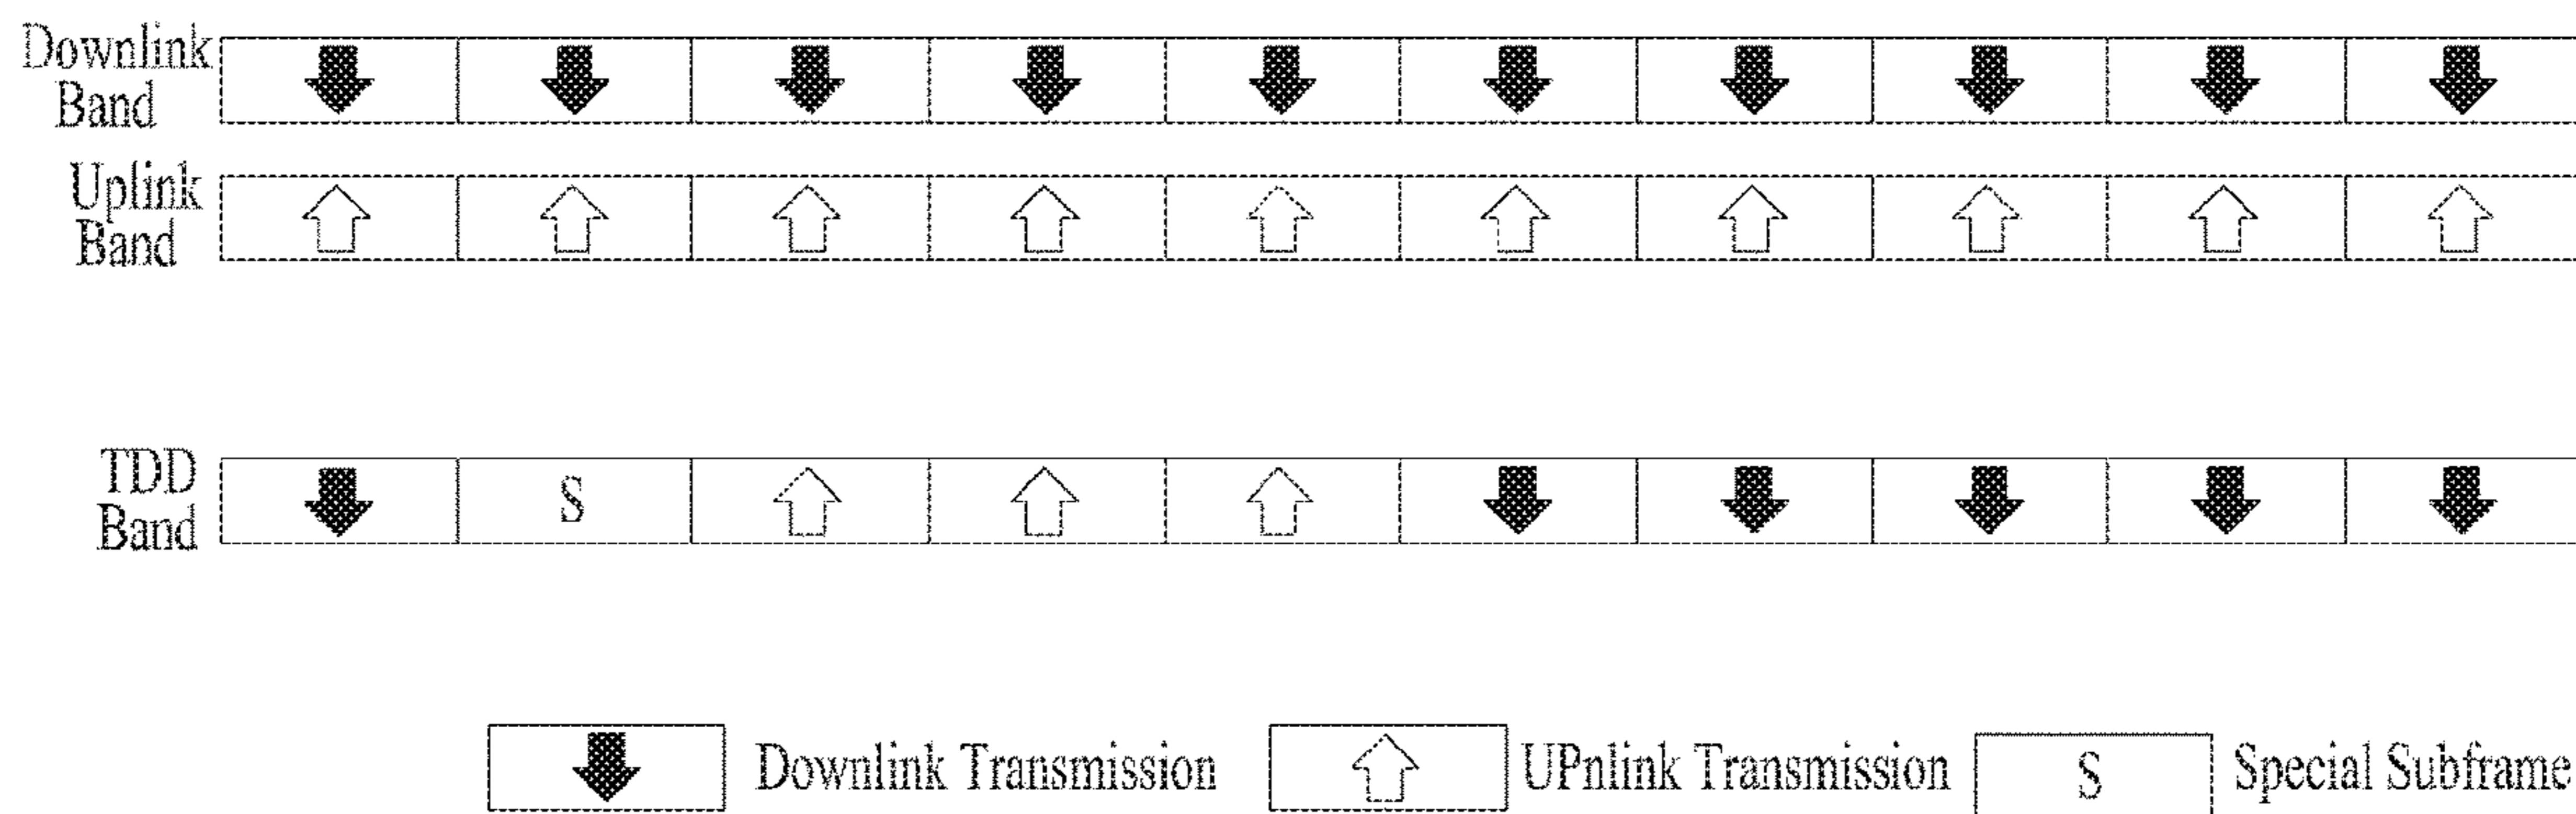 Downlink
Band
Uplink
Band
TDD
Band
S
Downlink Transmission
UPnlink Transmission
S
Special Subframe